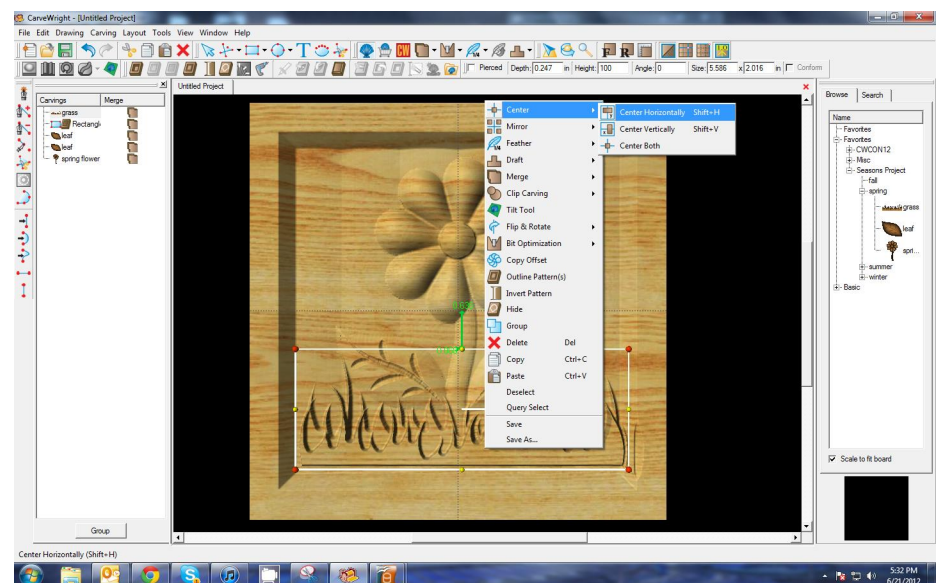 CarveWright - [Untitled Project]
File Edit Drawing Carving Layout Tools View Window Help
CW
F R
Pierced Depth: 0.247 in Height: 100 Angle: 0 Size: 5.586 x 2.016 in Conform
Untitled Project
Carvings Merge
grass
Rectangl
leaf
leaf
spring flower
Group
Center
Mirror
Feather
Draft
Merge
Clip Carving
Tilt Tool
Flip & Rotate
Bit Optimization
Copy Offset
Outline Pattern(s)
Invert Pattern
Hide
Group
Delete Del
Copy Ctrl+C
Paste Ctrl+V
Deselect
Query Select
Save
Save As...
Center Horizontally Shift+H
Center Vertically Shift+V
Center Both
Browse Search
Name
Favorites
Favorites
CWCON12
Misc
Seasons Project
fall
spring
grass
leaf
spri...
summer
winter
Basic
Scale to fit board
Center Horizontally (Shift+H)
5:32 PM
6/21/2012